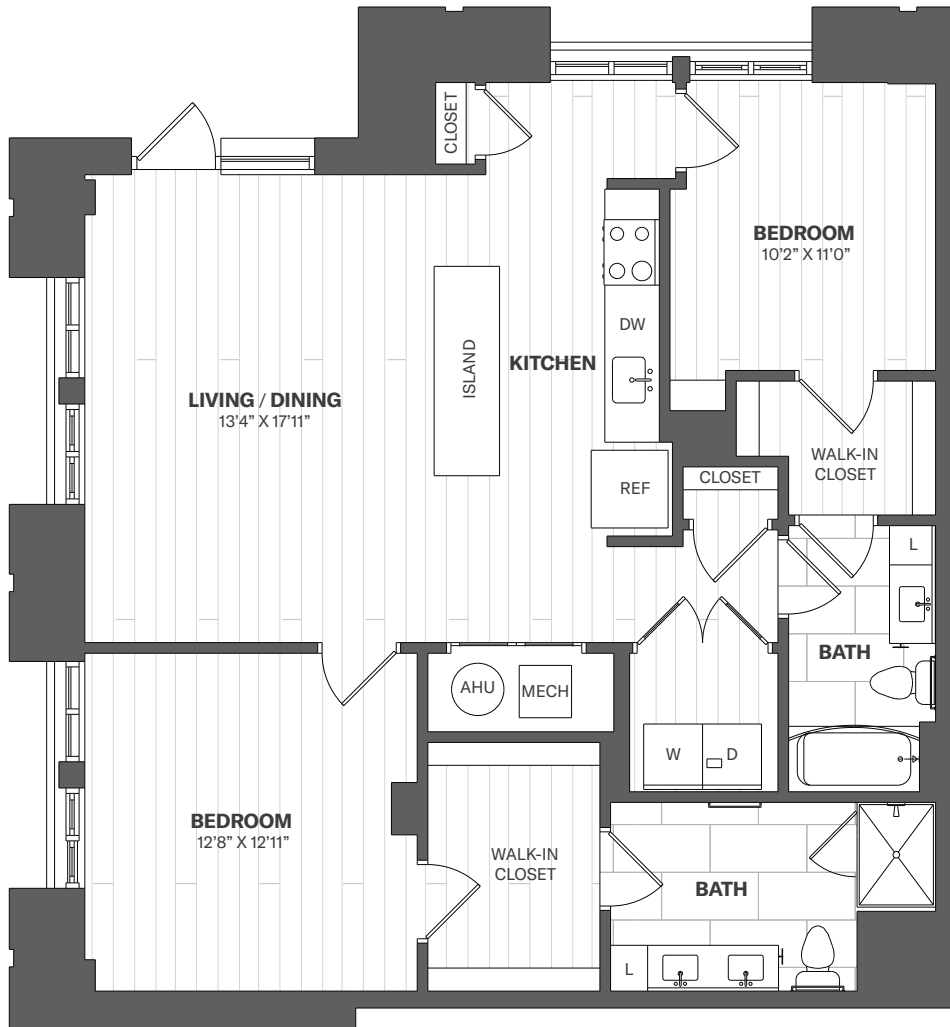 CLOSET
BEDROOM
10’2” X 11’0”
DW
ISLAND
KITCHEN
LIVING / DINING
13’4” X 17’11”
WALK-IN
CLOSET
CLOSET
REF
L
BATH
AHU
MECH
W
D
BEDROOM
12’8” X 12’11”
WALK-IN
CLOSET
BATH
L